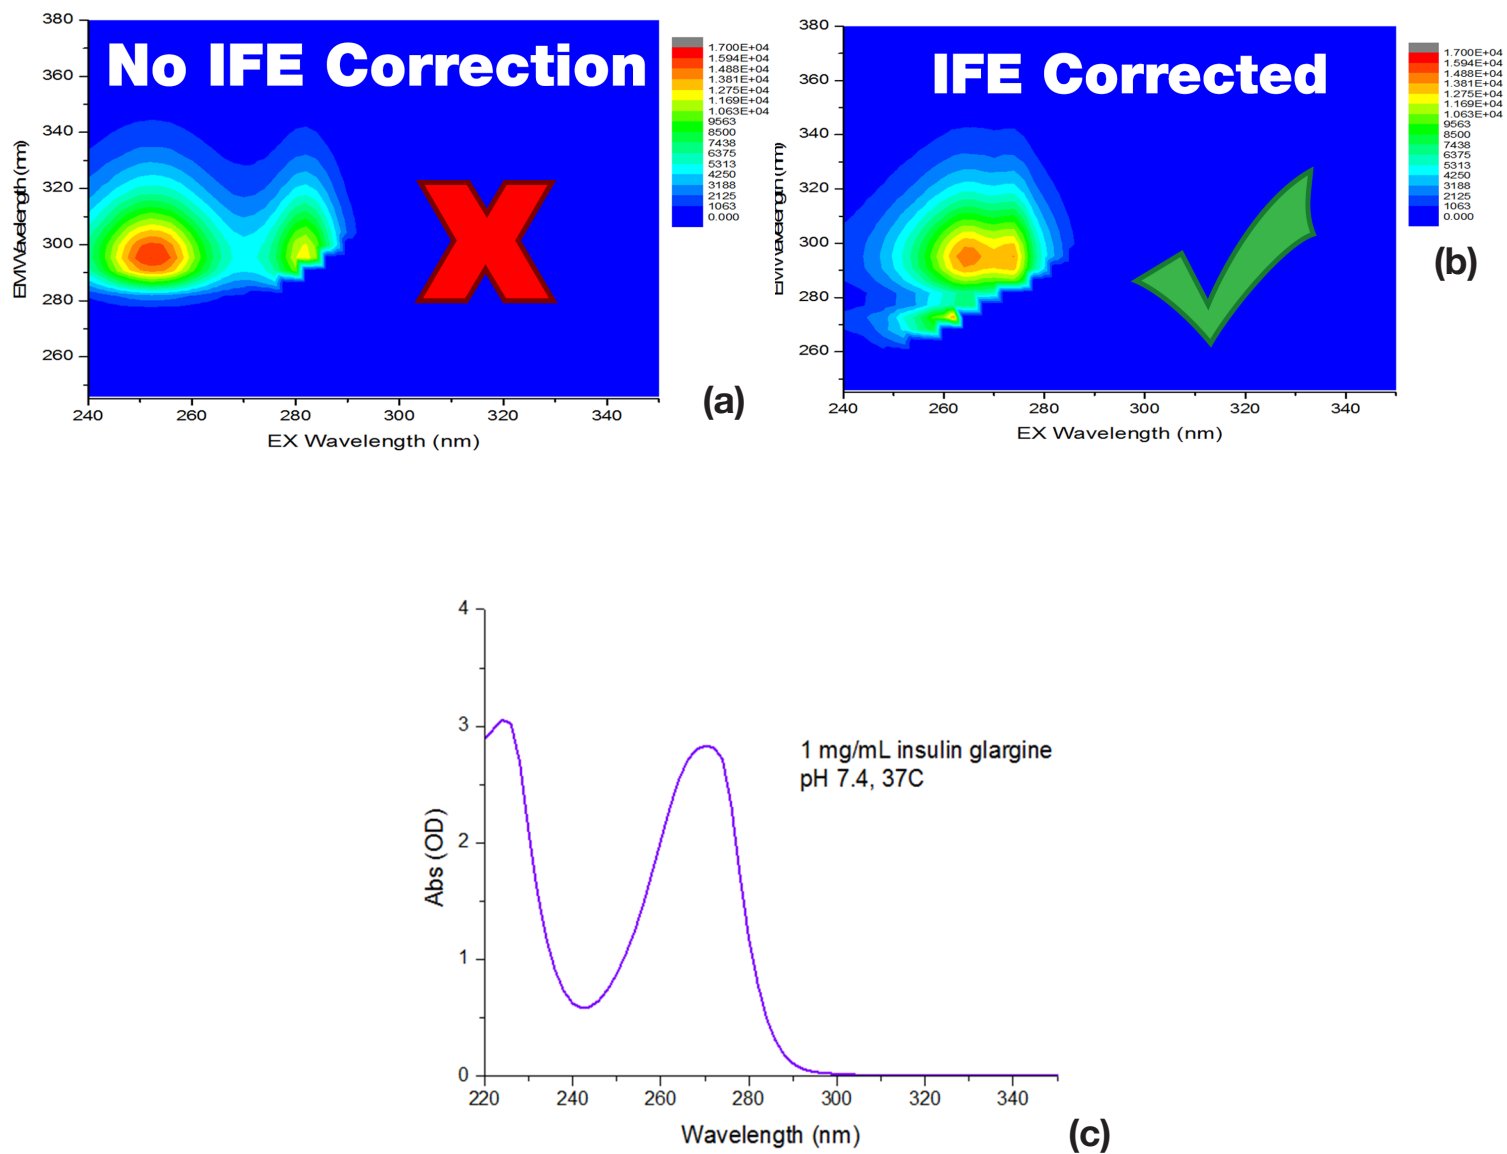 No IFE Correction
380
360
340
320
300
280
260
EM Wavelength (nm)
240 260 280 300 320 340
EX Wavelength (nm)
1.700E+04
1.594E+04
1.488E+04
1.381E+04
1.275E+04
1.169E+04
1.063E+04
9563
8500
7438
6375
5313
4250
3188
2125
1063
0.000
(a)
IFE Corrected
380
360
340
320
300
280
260
EM Wavelength (nm)
240 260 280 300 320 340
EX Wavelength (nm)
1.700E+04
1.594E+04
1.488E+04
1.381E+04
1.275E+04
1.169E+04
1.063E+04
9563
8500
7438
6375
5313
4250
3188
2125
1063
0.000
(b)
4
3
2
1
0
Abs (OD)
1 mg/mL insulin glargine
pH 7.4, 37C
220 240 260 280 300 320 340
Wavelength (nm)
(c)